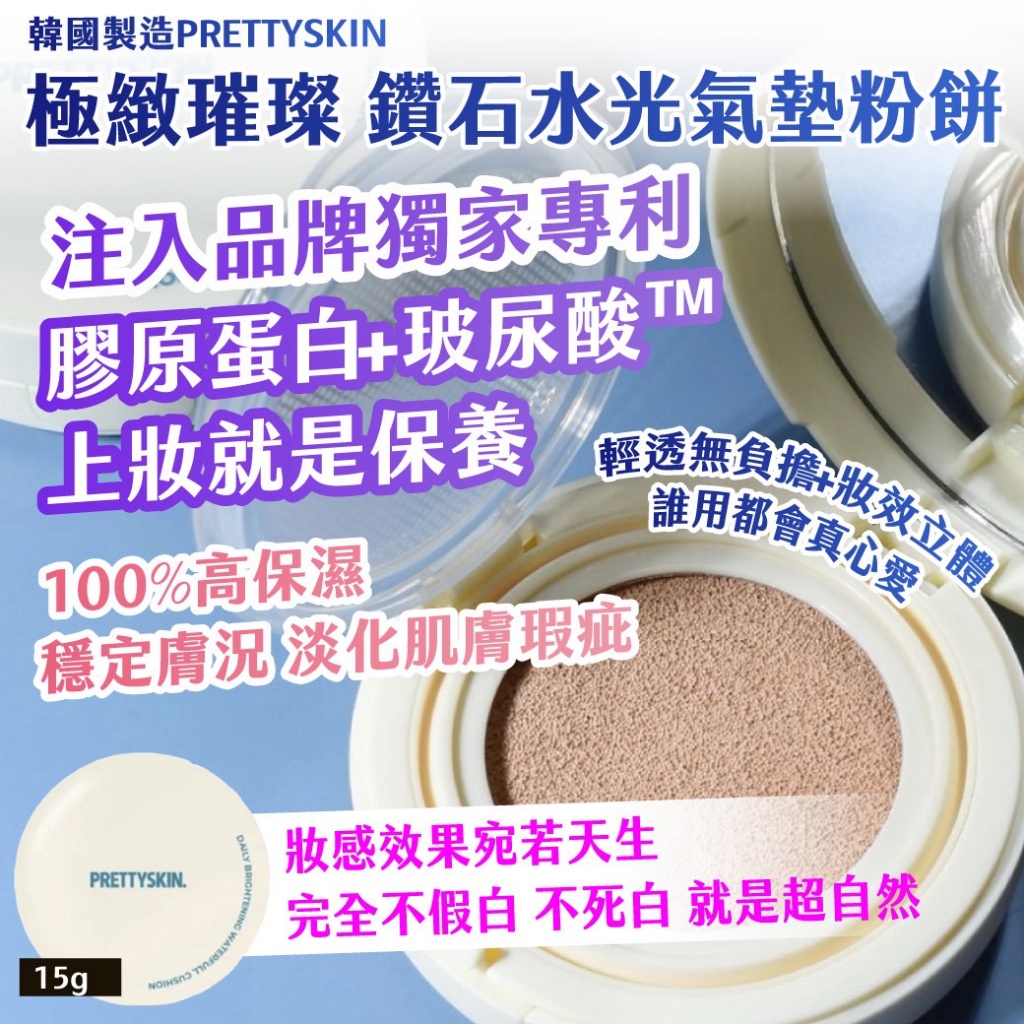 韓國製造PRETTYSKIN
極緻璀璨 鑽石水光氣墊粉餅
注入品牌獨家專利
膠原蛋白+玻尿酸™
上妝就是保養
輕透無負擔+妝效立體
誰用都會真心愛
100%高保濕
穩定膚況 淡化肌膚瑕疵
妝感效果宛若天生
完全不假白 不死白 就是超自然
PRETTYSKIN.
DAILY BRIGHTENING WATERFULL CUSHION
15g